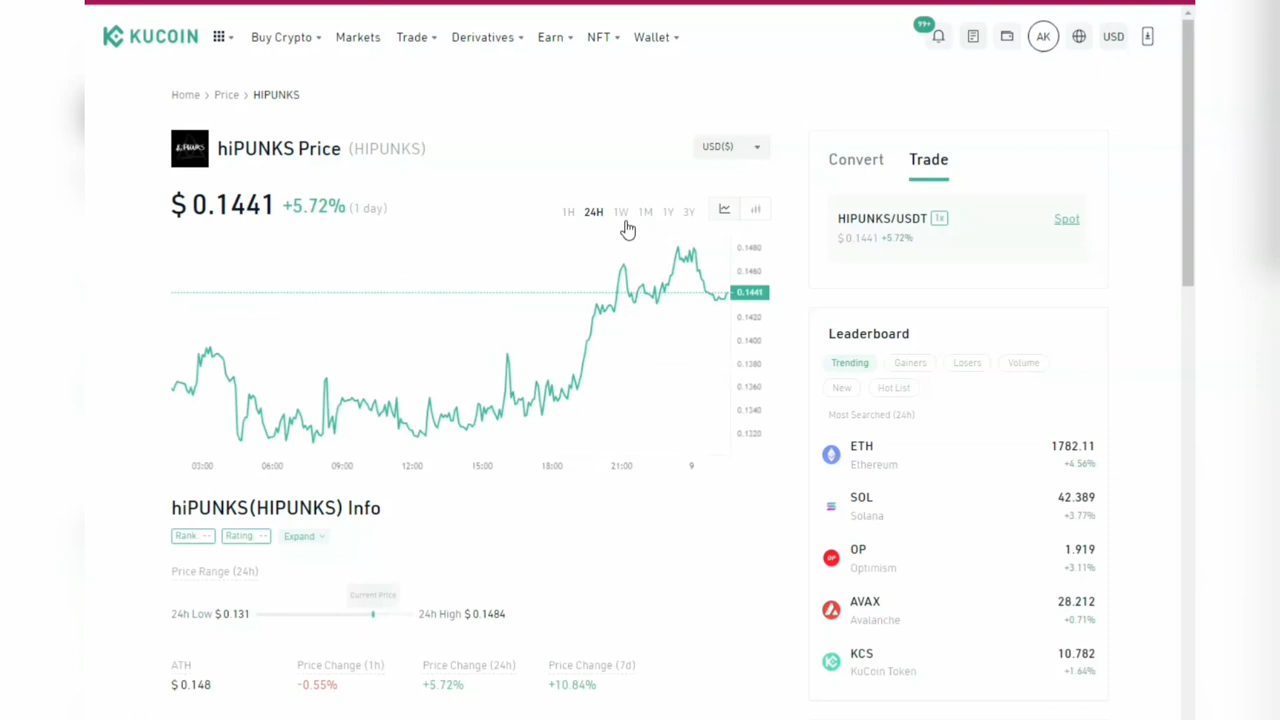 KUCOIN Buy Crypto Markets Trade Derivatives Earn NFT Wallet 99+ AK USD
Home > Price > HIPUNKS
hiPUNKS hiPUNKS Price (HIPUNKS) USD($)
$ 0.1441 +5.72% (1 day)
1H 24H 1W 1M 1Y 3Y
0.1480
0.1460
0.1441
0.1420
0.1400
0.1380
0.1360
0.1340
0.1320
03:00 06:00 09:00 12:00 15:00 18:00 21:00 9
hiPUNKS(HIPUNKS) Info
Rank: -- Rating: -- Expand
Price Range (24h)
Current Price
24h Low $ 0.131 24h High $ 0.1484
ATH Price Change (1h) Price Change (24h) Price Change (7d)
$ 0.148 -0.55% +5.72% +10.84%
Convert Trade
HIPUNKS/USDT 1x Spot
$ 0.1441 +5.72%
Leaderboard
Trending Gainers Losers Volume
New Hot List
Most Searched (24h)
ETH 1782.11
Ethereum +4.56%
SOL 42.389
Solana +3.77%
OP OP 1.919
Optimism +3.11%
AVAX 28.212
Avalanche +0.71%
KCS 10.782
KuCoin Token +1.64%